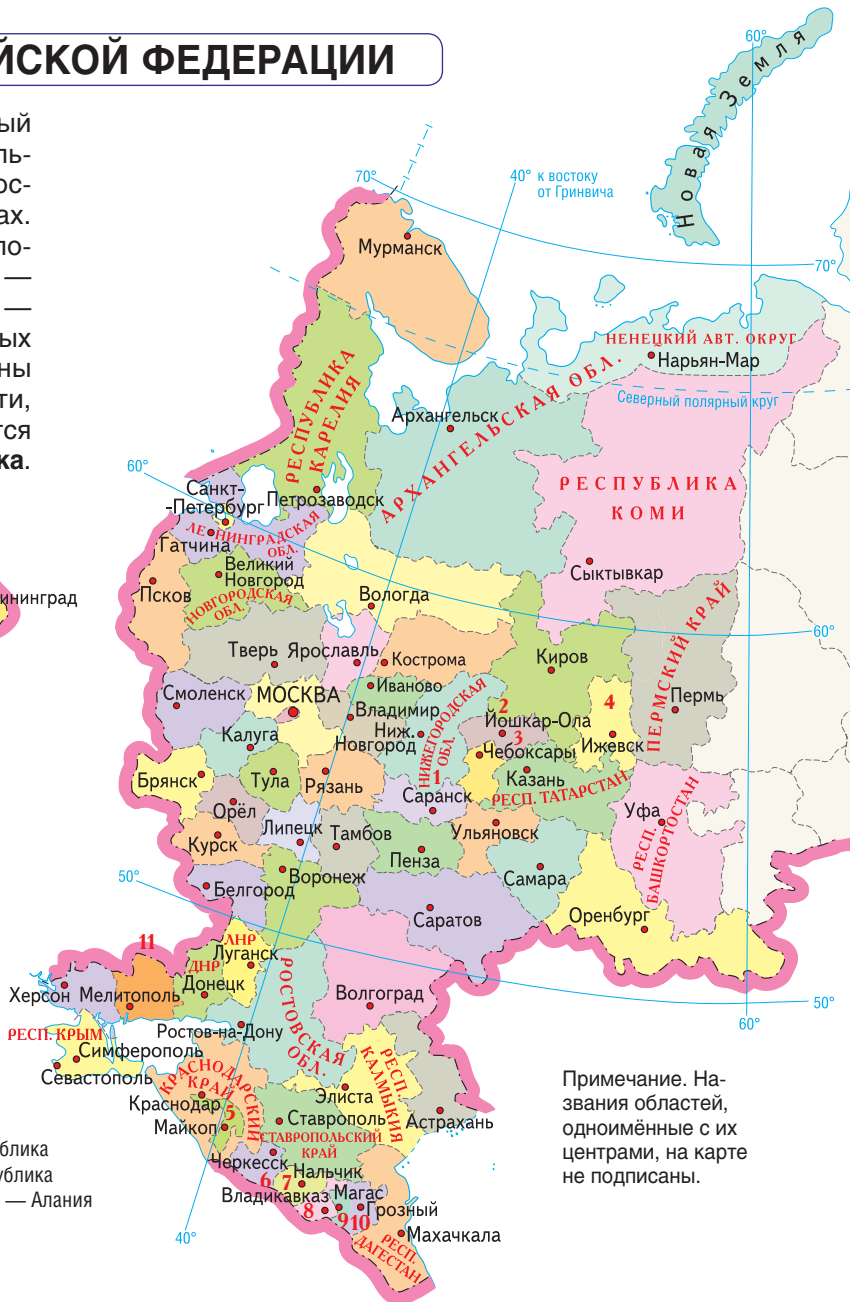 ЙСКОЙ ФЕДЕРАЦИИ
ый
ль-
ос-
ах.
ло-
—
—
ых
ны
ти,
тся
ка.
60°
Новая Земля
70°
40° к востоку
от Гринвича
Мурманск
70°
НЕНЕЦКИЙ АВТ. ОКРУГ
Нарьян-Мар
Северный полярный круг
РЕСПУБЛИКА
КАРЕЛИЯ
Архангельск
АРХАНГЕЛЬСКАЯ ОБЛ.
60°
РЕСПУБЛИКА
КОМИ
Санкт-
-Петербург
Петрозаводск
ЛЕНИНГРАДСКАЯ
ОБЛ.
Гатчина
Великий
Новгород
Сыктывкар
Псков
НОВГОРОДСКАЯ
ОБЛ.
Вологда
ининград
ПЕРМСКИЙ КРАЙ
60°
Тверь
Ярославль
Кострома
Киров
Смоленск
МОСКВА
Иваново
Владимир
НИЖЕГОРОДСКАЯ
ОБЛ.
2
4
Пермь
Йошкар-Ола
Калуга
Ниж.
Новгород
3
Чебоксары
Ижевск
Брянск
Тула
Рязань
1
Казань
РЕСП. ТАТАРСТАН
Саранск
Орёл
Уфа
РЕСП.
БАШКОРТОСТАН
Липецк
Тамбов
Ульяновск
Курск
Пенза
50°
Белгород
Воронеж
Самара
Саратов
Оренбург
11
ЛНР
Луганск
ДНР
Донецк
Херсон
Мелитополь
Волгоград
50°
60°
РЕСП. КРЫМ
Ростов-на-Дону
РОСТОВСКАЯ
ОБЛ.
Симферополь
Севастополь
КРАСНОДАРСКИЙ
КРАЙ
РЕСП.
КАЛМЫКИЯ
Элиста
Краснодар
5
Майкоп
Ставрополь
Астрахань
СТАВРОПОЛЬСКИЙ
КРАЙ
Черкесск
6
7
Нальчик
Владикавказ
Магас
8
9
10
Грозный
Махачкала
РЕСП.
ДАГЕСТАН
40°
блика
ублика
— Алания
Примечание. На-
звания областей,
одноимённые с их
центрами, на карте
не подписаны.